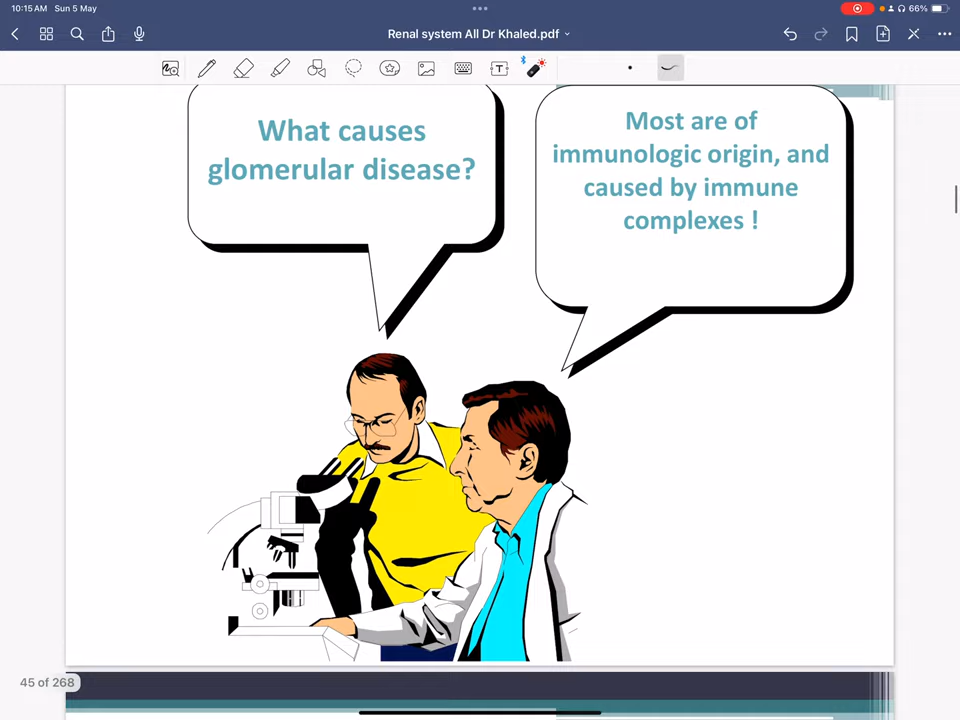 10:15 AM Sun 5 May
66%
Renal system All Dr Khaled.pdf
T
What causes
glomerular disease?
Most are of
immunologic origin, and
caused by immune
complexes !
45 of 268